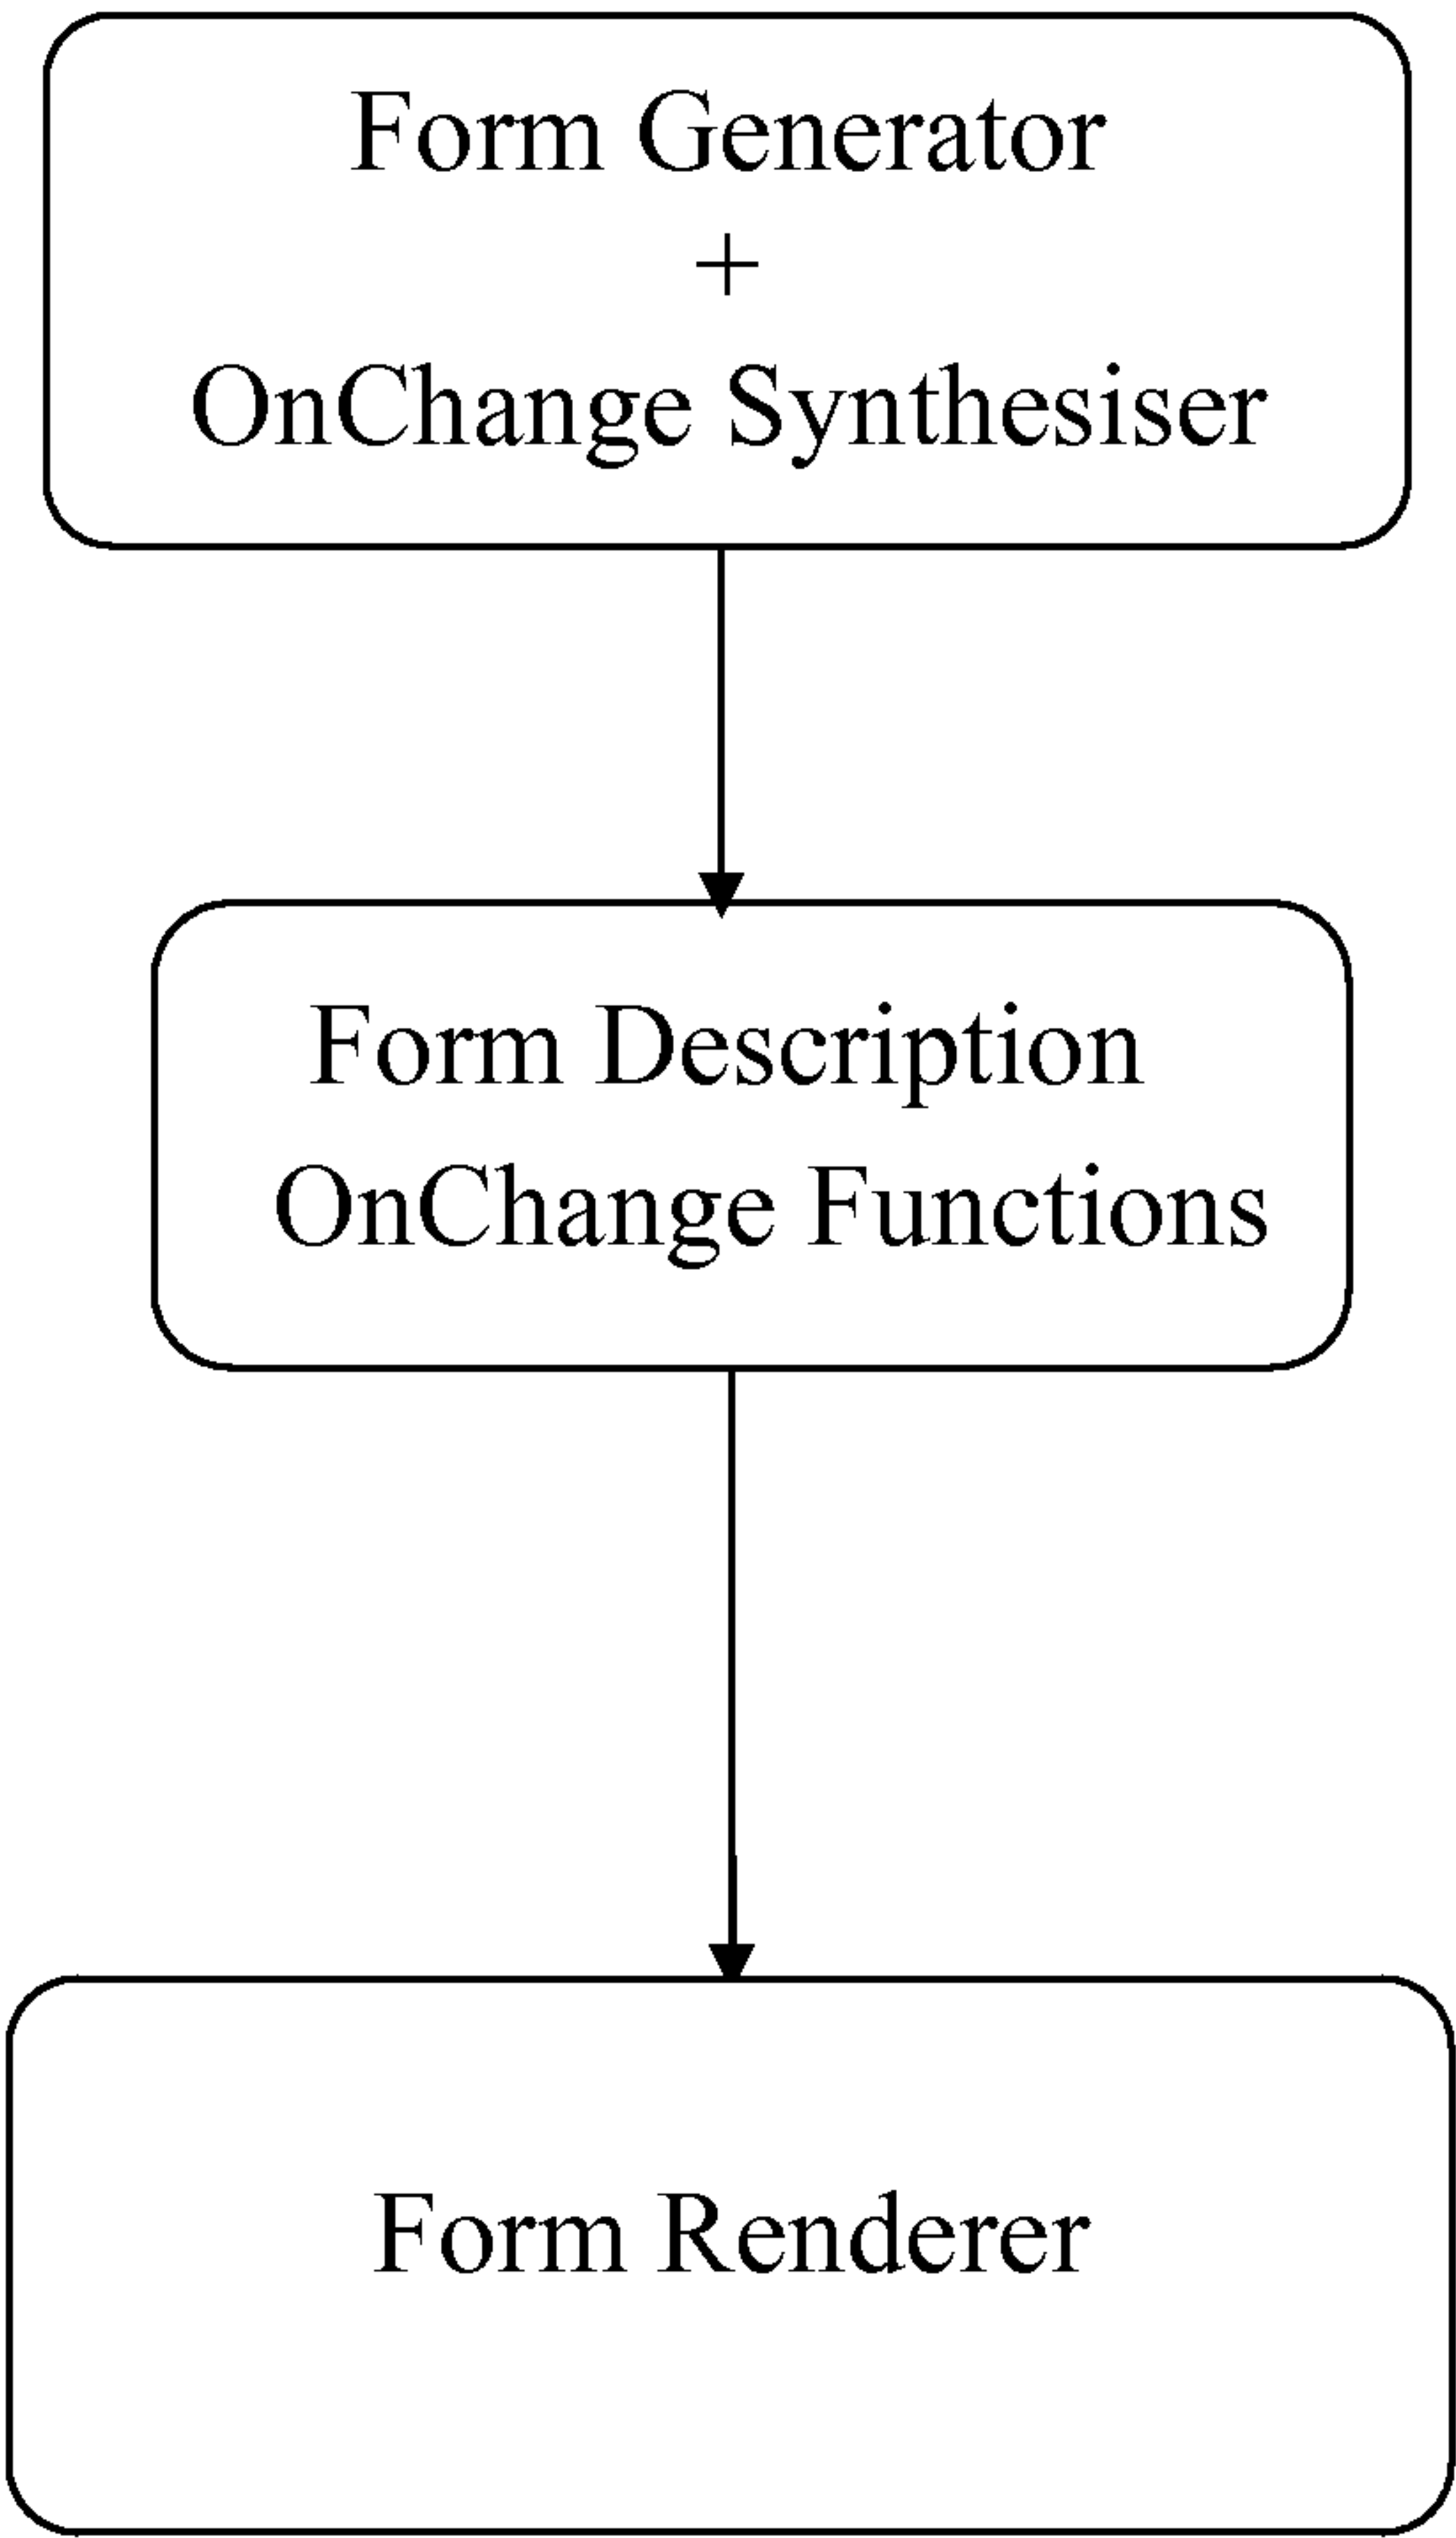 Form Generator
+
OnChange Synthesiser
Form Description
OnChange Functions
Form Renderer